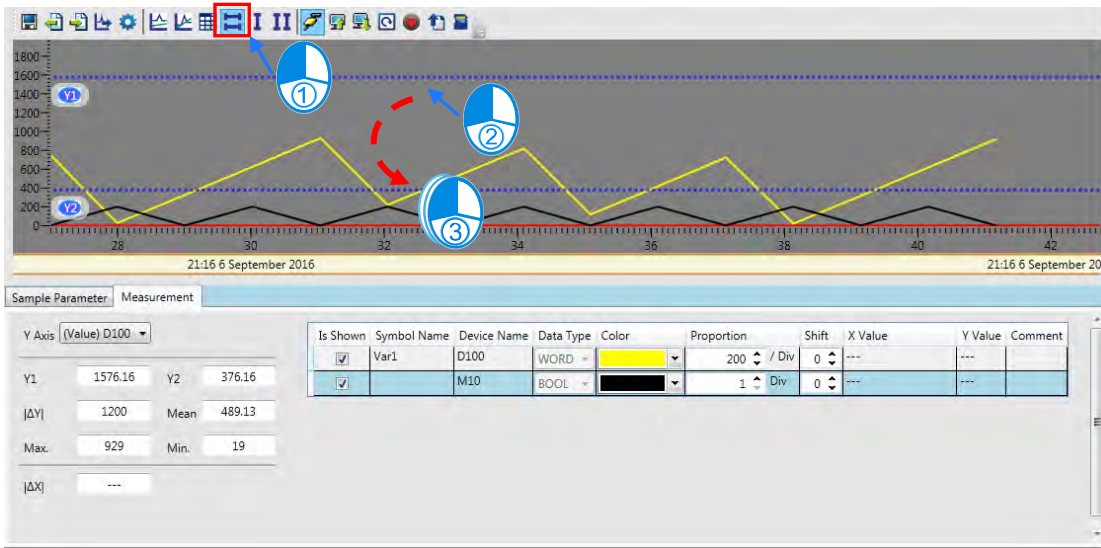 1800
1600
1400
1200
1000
800
600
400
200
0
Y1
Y2
①
②
③
28 30 32 34 36 38 40 42
21:16 6 September 2016 21:16 6 September 20
Sample Parameter Measurement
Y Axis (Value) D100
Y1 1576.16 Y2 376.16
|ΔY| 1200 Mean 489.13
Max. 929 Min. 19
|ΔX| ---
Is Shown Symbol Name Device Name Data Type Color Proportion Shift X Value Y Value Comment
Var1 D100 WORD 200 / Div 0 --- ---
M10 BOOL 1 Div 0 --- ---